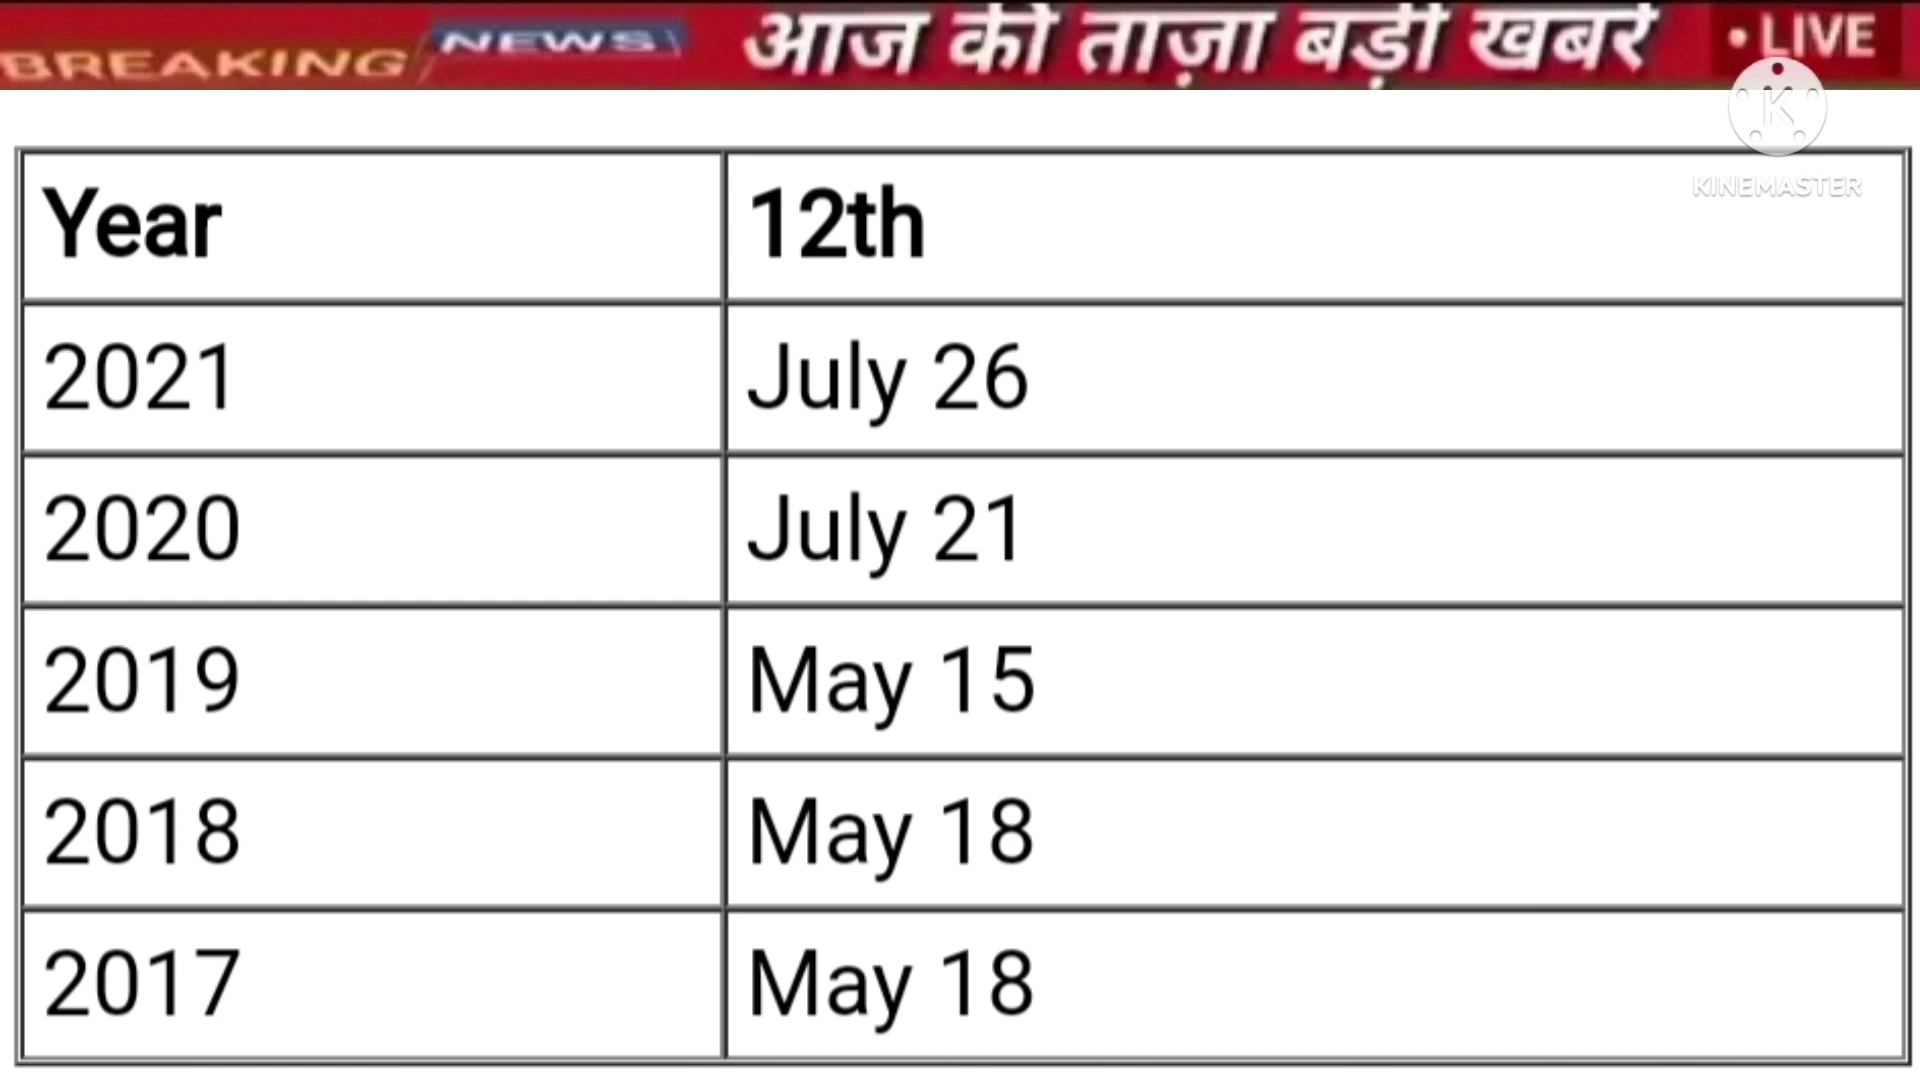 BREAKING NEWS आज की ताज़ा बड़ी खबरें • LIVE
K
KINEMASTER
Year 12th
2021 July 26
2020 July 21
2019 May 15
2018 May 18
2017 May 18